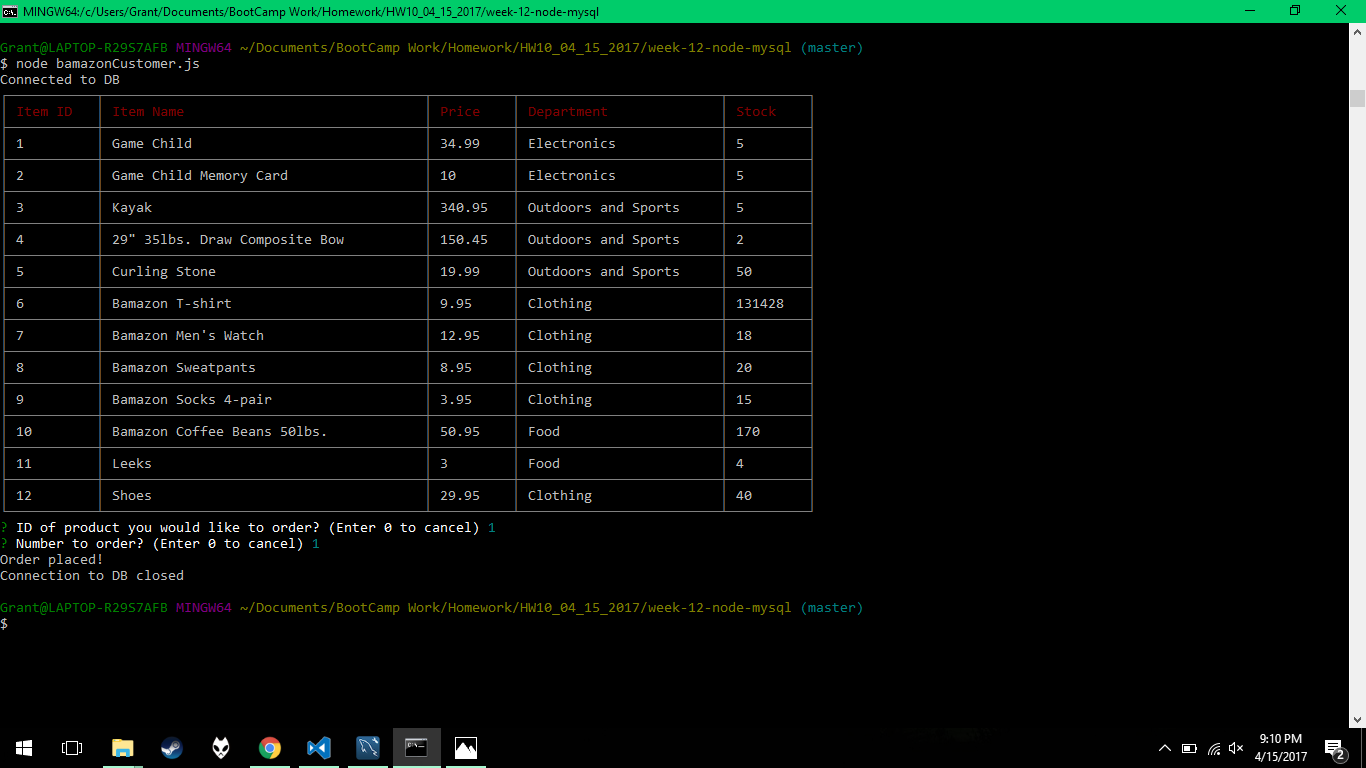 MINGW64:/c/Users/Grant/Documents/BootCamp Work/Homework/HW10_04_15_2017/week-12-node-mysql
Grant@LAPTOP-R29S7AFB MINGW64 ~/Documents/BootCamp Work/Homework/HW10_04_15_2017/week-12-node-mysql (master)
$ node bamazonCustomer.js
Connected to DB
Item ID Item Name Price Department Stock
1 Game Child 34.99 Electronics 5
2 Game Child Memory Card 10 Electronics 5
3 Kayak 340.95 Outdoors and Sports 5
4 29" 35lbs. Draw Composite Bow 150.45 Outdoors and Sports 2
5 Curling Stone 19.99 Outdoors and Sports 50
6 Bamazon T-shirt 9.95 Clothing 131428
7 Bamazon Men's Watch 12.95 Clothing 18
8 Bamazon Sweatpants 8.95 Clothing 20
9 Bamazon Socks 4-pair 3.95 Clothing 15
10 Bamazon Coffee Beans 50lbs. 50.95 Food 170
11 Leeks 3 Food 4
12 Shoes 29.95 Clothing 40
? ID of product you would like to order? (Enter 0 to cancel) 1
? Number to order? (Enter 0 to cancel) 1
Order placed!
Connection to DB closed
Grant@LAPTOP-R29S7AFB MINGW64 ~/Documents/BootCamp Work/Homework/HW10_04_15_2017/week-12-node-mysql (master)
$
9:10 PM
4/15/2017
2